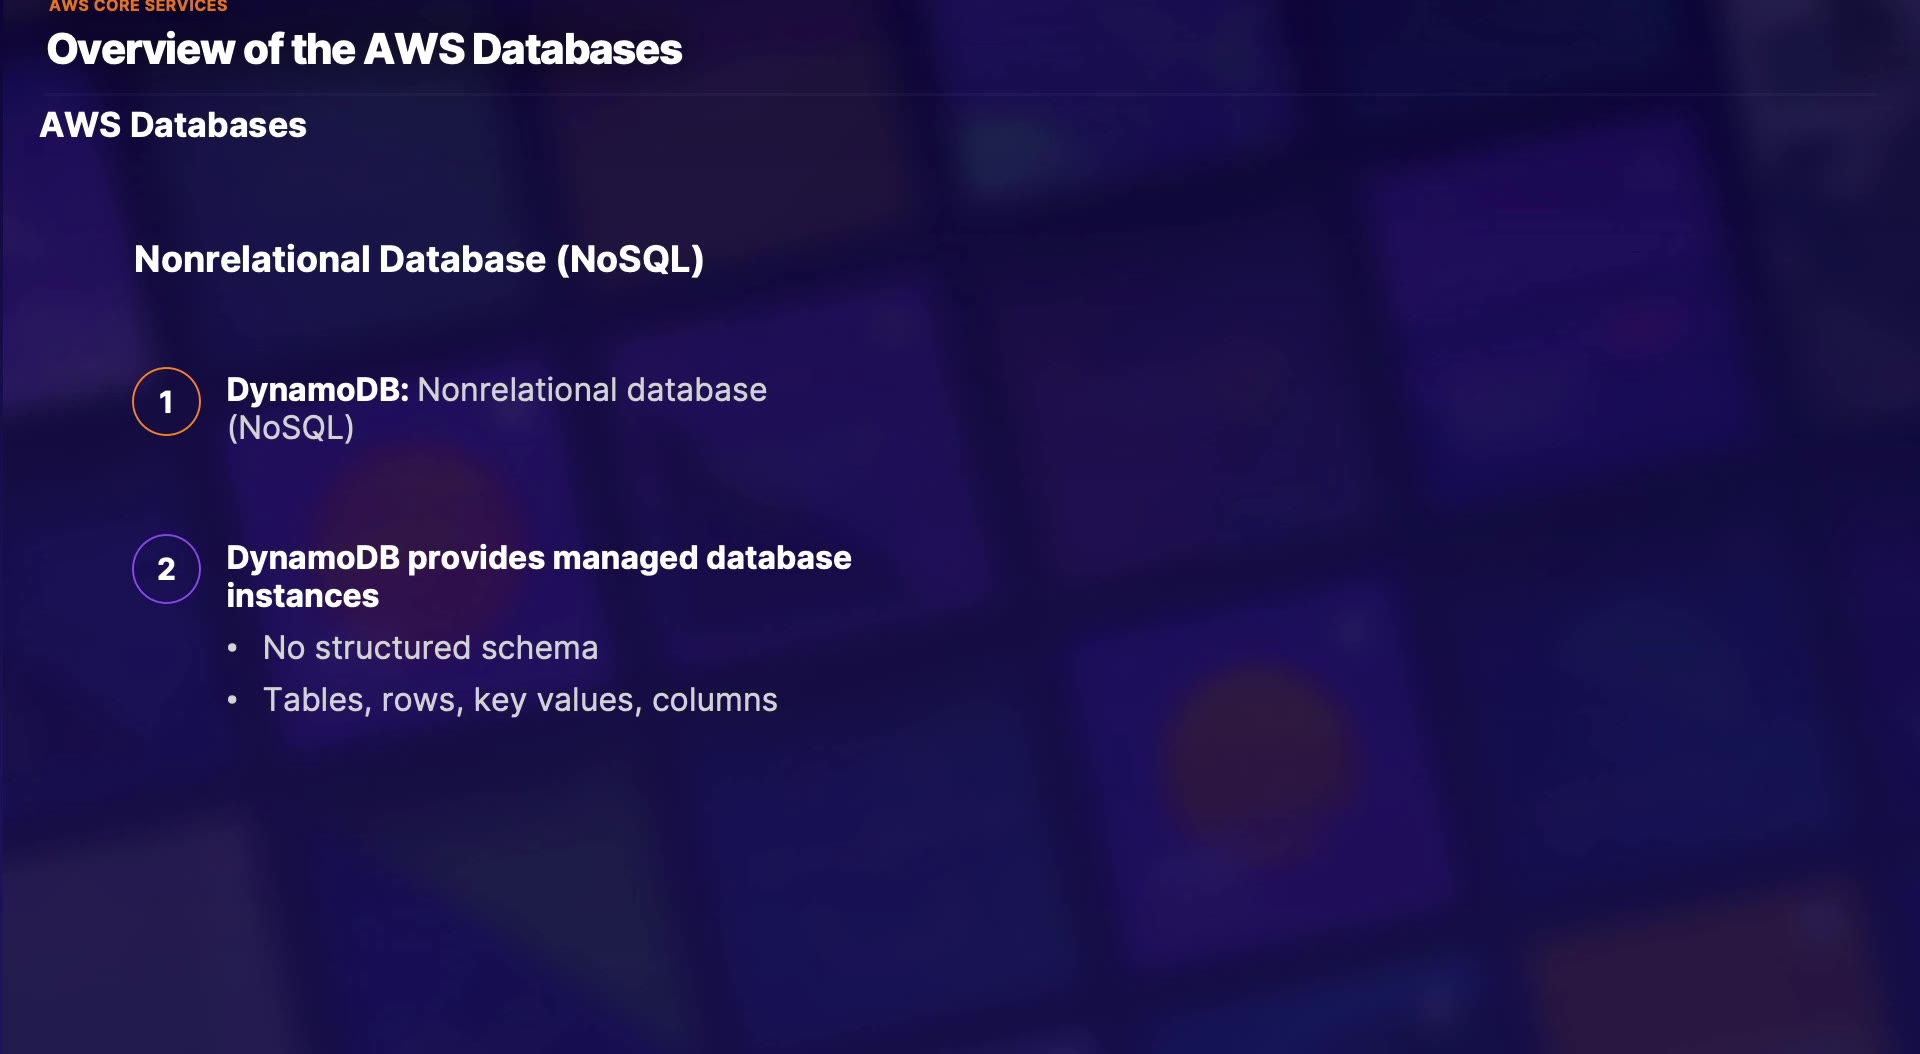 AWS CORE SERVICES
Overview of the AWS Databases
AWS Databases
Nonrelational Database (NoSQL)
1
DynamoDB: Nonrelational database
(NoSQL)
2
DynamoDB provides managed database
instances
• No structured schema
• Tables, rows, key values, columns